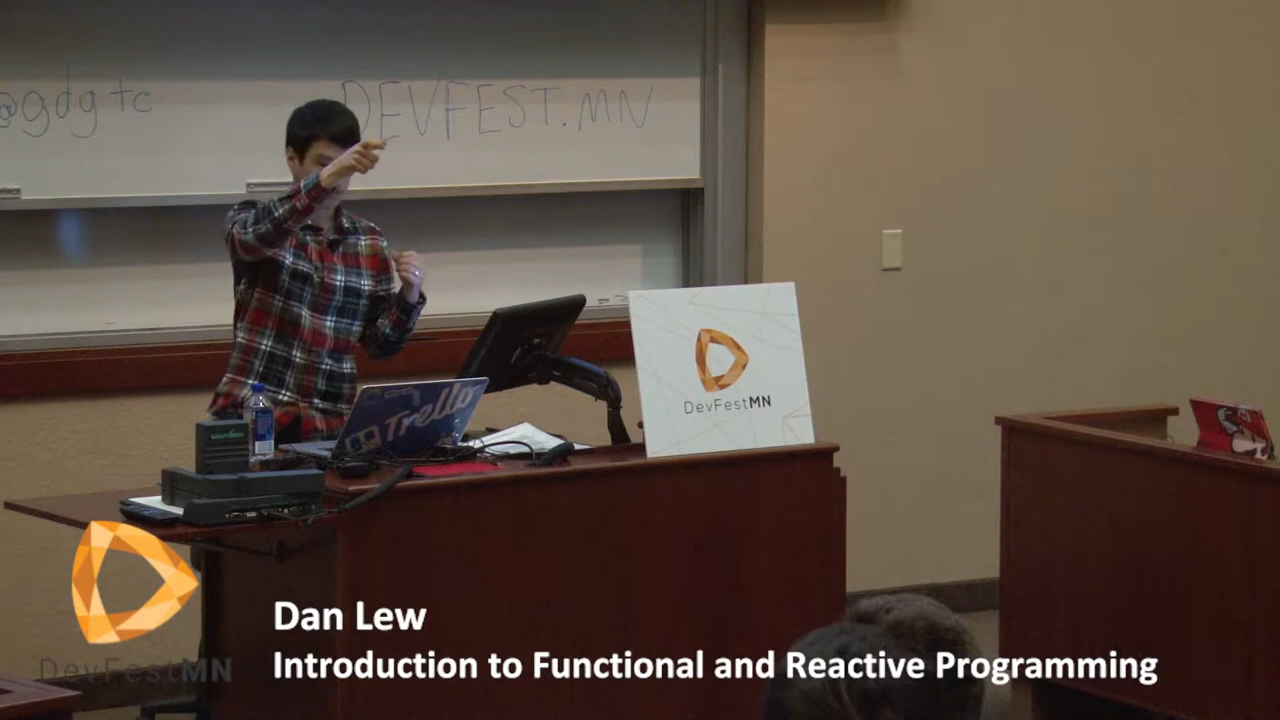 @gdgtc
DEVFEST.MN
Trello
DevFestMN
DevFestMN
Dan Lew
Introduction to Functional and Reactive Programming